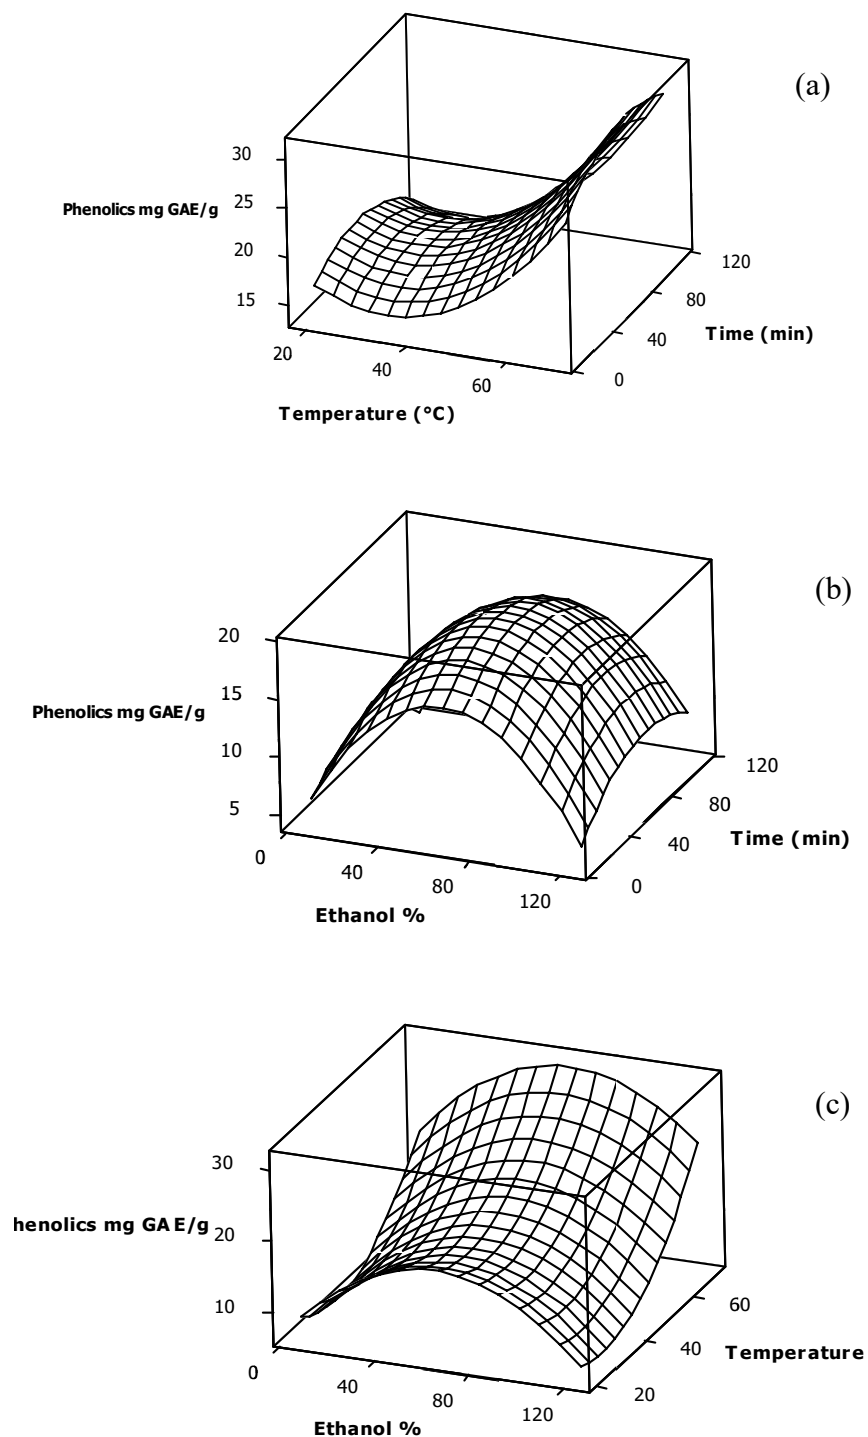 (a)
30
Phenolics mg GAE/g 25
20
15
120
80
Time (min)
40
0
20
40
60
Temperature (°C)
(b)
20
15
Phenolics mg GAE/g
10
5
120
80
Time (min)
40
0
0
40
80
120
Ethanol %
(c)
30
henolics mg GAE/g 20
10
60
40
Temperature
20
0
40
80
120
Ethanol %